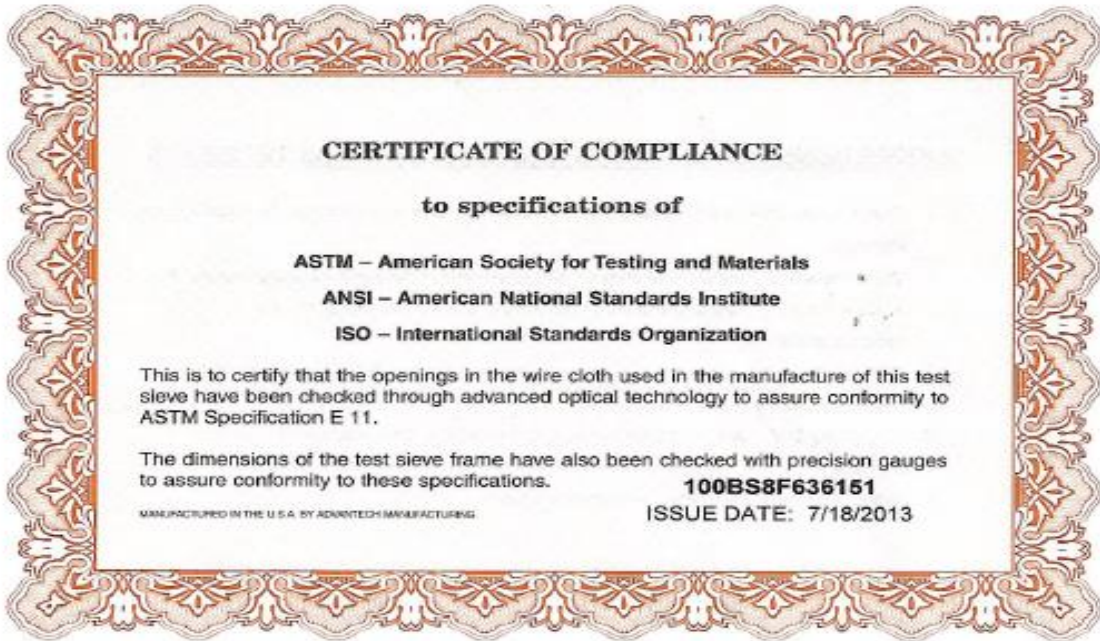 CERTIFICATE OF COMPLIANCE
to specifications of
ASTM – American Society for Testing and Materials
ANSI – American National Standards Institute
ISO – International Standards Organization
This is to certify that the openings in the wire cloth used in the manufacture of this test
sieve have been checked through advanced optical technology to assure conformity to
ASTM Specification E 11.
The dimensions of the test sieve frame have also been checked with precision gauges
to assure conformity to these specifications.
100BS8F636151
MANUFACTURED IN THE U.S.A. BY ADVANTECH MANUFACTURING
ISSUE DATE: 7/18/2013